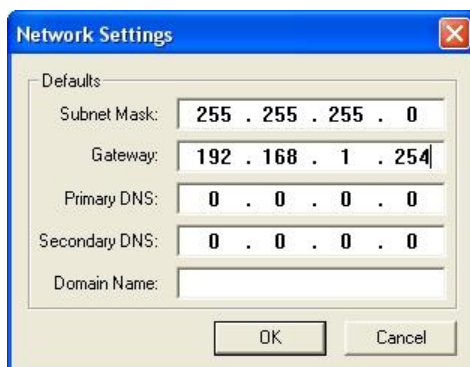 Network Settings
Defaults
Subnet Mask: 255 . 255 . 255 . 0
Gateway: 192 . 168 . 1 . 254
Primary DNS: 0 . 0 . 0 . 0
Secondary DNS: 0 . 0 . 0 . 0
Domain Name:
OK Cancel